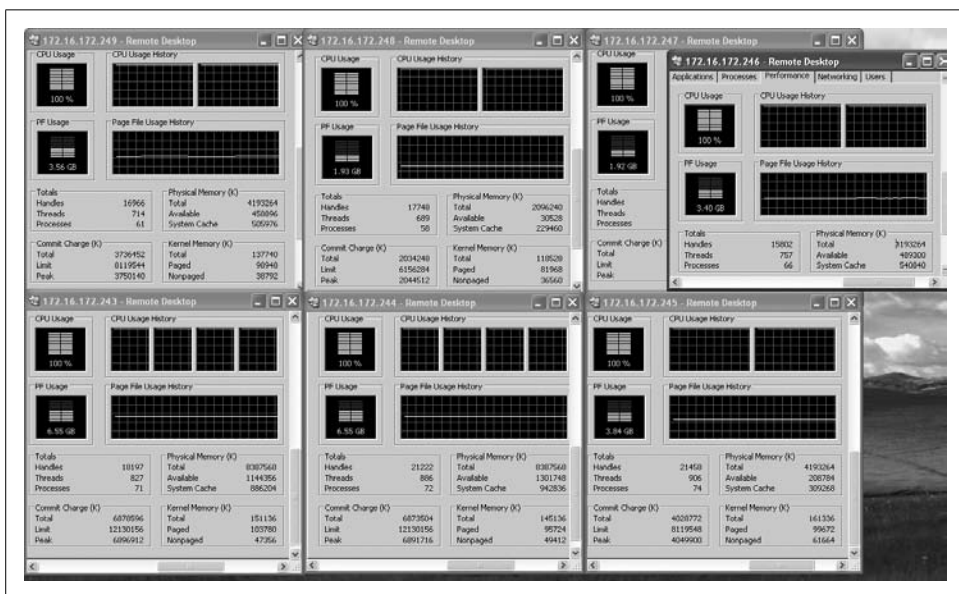 172.16.172.249 - Remote Desktop
CPU Usage
CPU Usage History
100 %
PF Usage
Page File Usage History
3.56 GB
Totals
Handles 16966
Threads 714
Processes 61
Physical Memory (K)
Total 4193264
Available 458896
System Cache 505976
Commit Charge (K)
Total 3736452
Limit 8119544
Peak 3750140
Kernel Memory (K)
Total 137740
Paged 98948
Nonpaged 38792
172.16.172.248 - Remote Desktop
CPU Usage
CPU Usage History
100 %
PF Usage
Page File Usage History
1.93 GB
Totals
Handles 17748
Threads 689
Processes 58
Physical Memory (K)
Total 2096240
Available 30528
System Cache 229460
Commit Charge (K)
Total 2034248
Limit 6156284
Peak 2044512
Kernel Memory (K)
Total 118528
Paged 81968
Nonpaged 36560
172.16.172.247 - Remote Desktop
CPU Usage
100 %
PF Usage
1.92 GB
Totals
Handles
Threads
Processes
Commit Charge (K)
Total
Limit
Peak
172.16.172.246 - Remote Desktop
Applications Processes Performance Networking Users
CPU Usage
CPU Usage History
100 %
PF Usage
Page File Usage History
3.40 GB
Totals
Handles 15802
Threads 757
Processes 66
Physical Memory (K)
Total 4193264
Available 489300
System Cache 540840
172.16.172.243 - Remote Desktop
CPU Usage
CPU Usage History
100 %
PF Usage
Page File Usage History
6.55 GB
Totals
Handles 18197
Threads 827
Processes 71
Physical Memory (K)
Total 8387568
Available 1144356
System Cache 886204
Commit Charge (K)
Total 6870596
Limit 12130156
Peak 6896912
Kernel Memory (K)
Total 151136
Paged 103780
Nonpaged 47356
172.16.172.244 - Remote Desktop
CPU Usage
CPU Usage History
100 %
PF Usage
Page File Usage History
6.55 GB
Totals
Handles 21222
Threads 886
Processes 72
Physical Memory (K)
Total 8387568
Available 1301748
System Cache 942836
Commit Charge (K)
Total 6873504
Limit 12130156
Peak 6891716
Kernel Memory (K)
Total 145136
Paged 95724
Nonpaged 49412
172.16.172.245 - Remote Desktop
CPU Usage
CPU Usage History
100 %
PF Usage
Page File Usage History
3.84 GB
Totals
Handles 21458
Threads 906
Processes 74
Physical Memory (K)
Total 4193264
Available 208784
System Cache 309268
Commit Charge (K)
Total 4028772
Limit 8119548
Peak 4049900
Kernel Memory (K)
Total 161336
Paged 99672
Nonpaged 61664